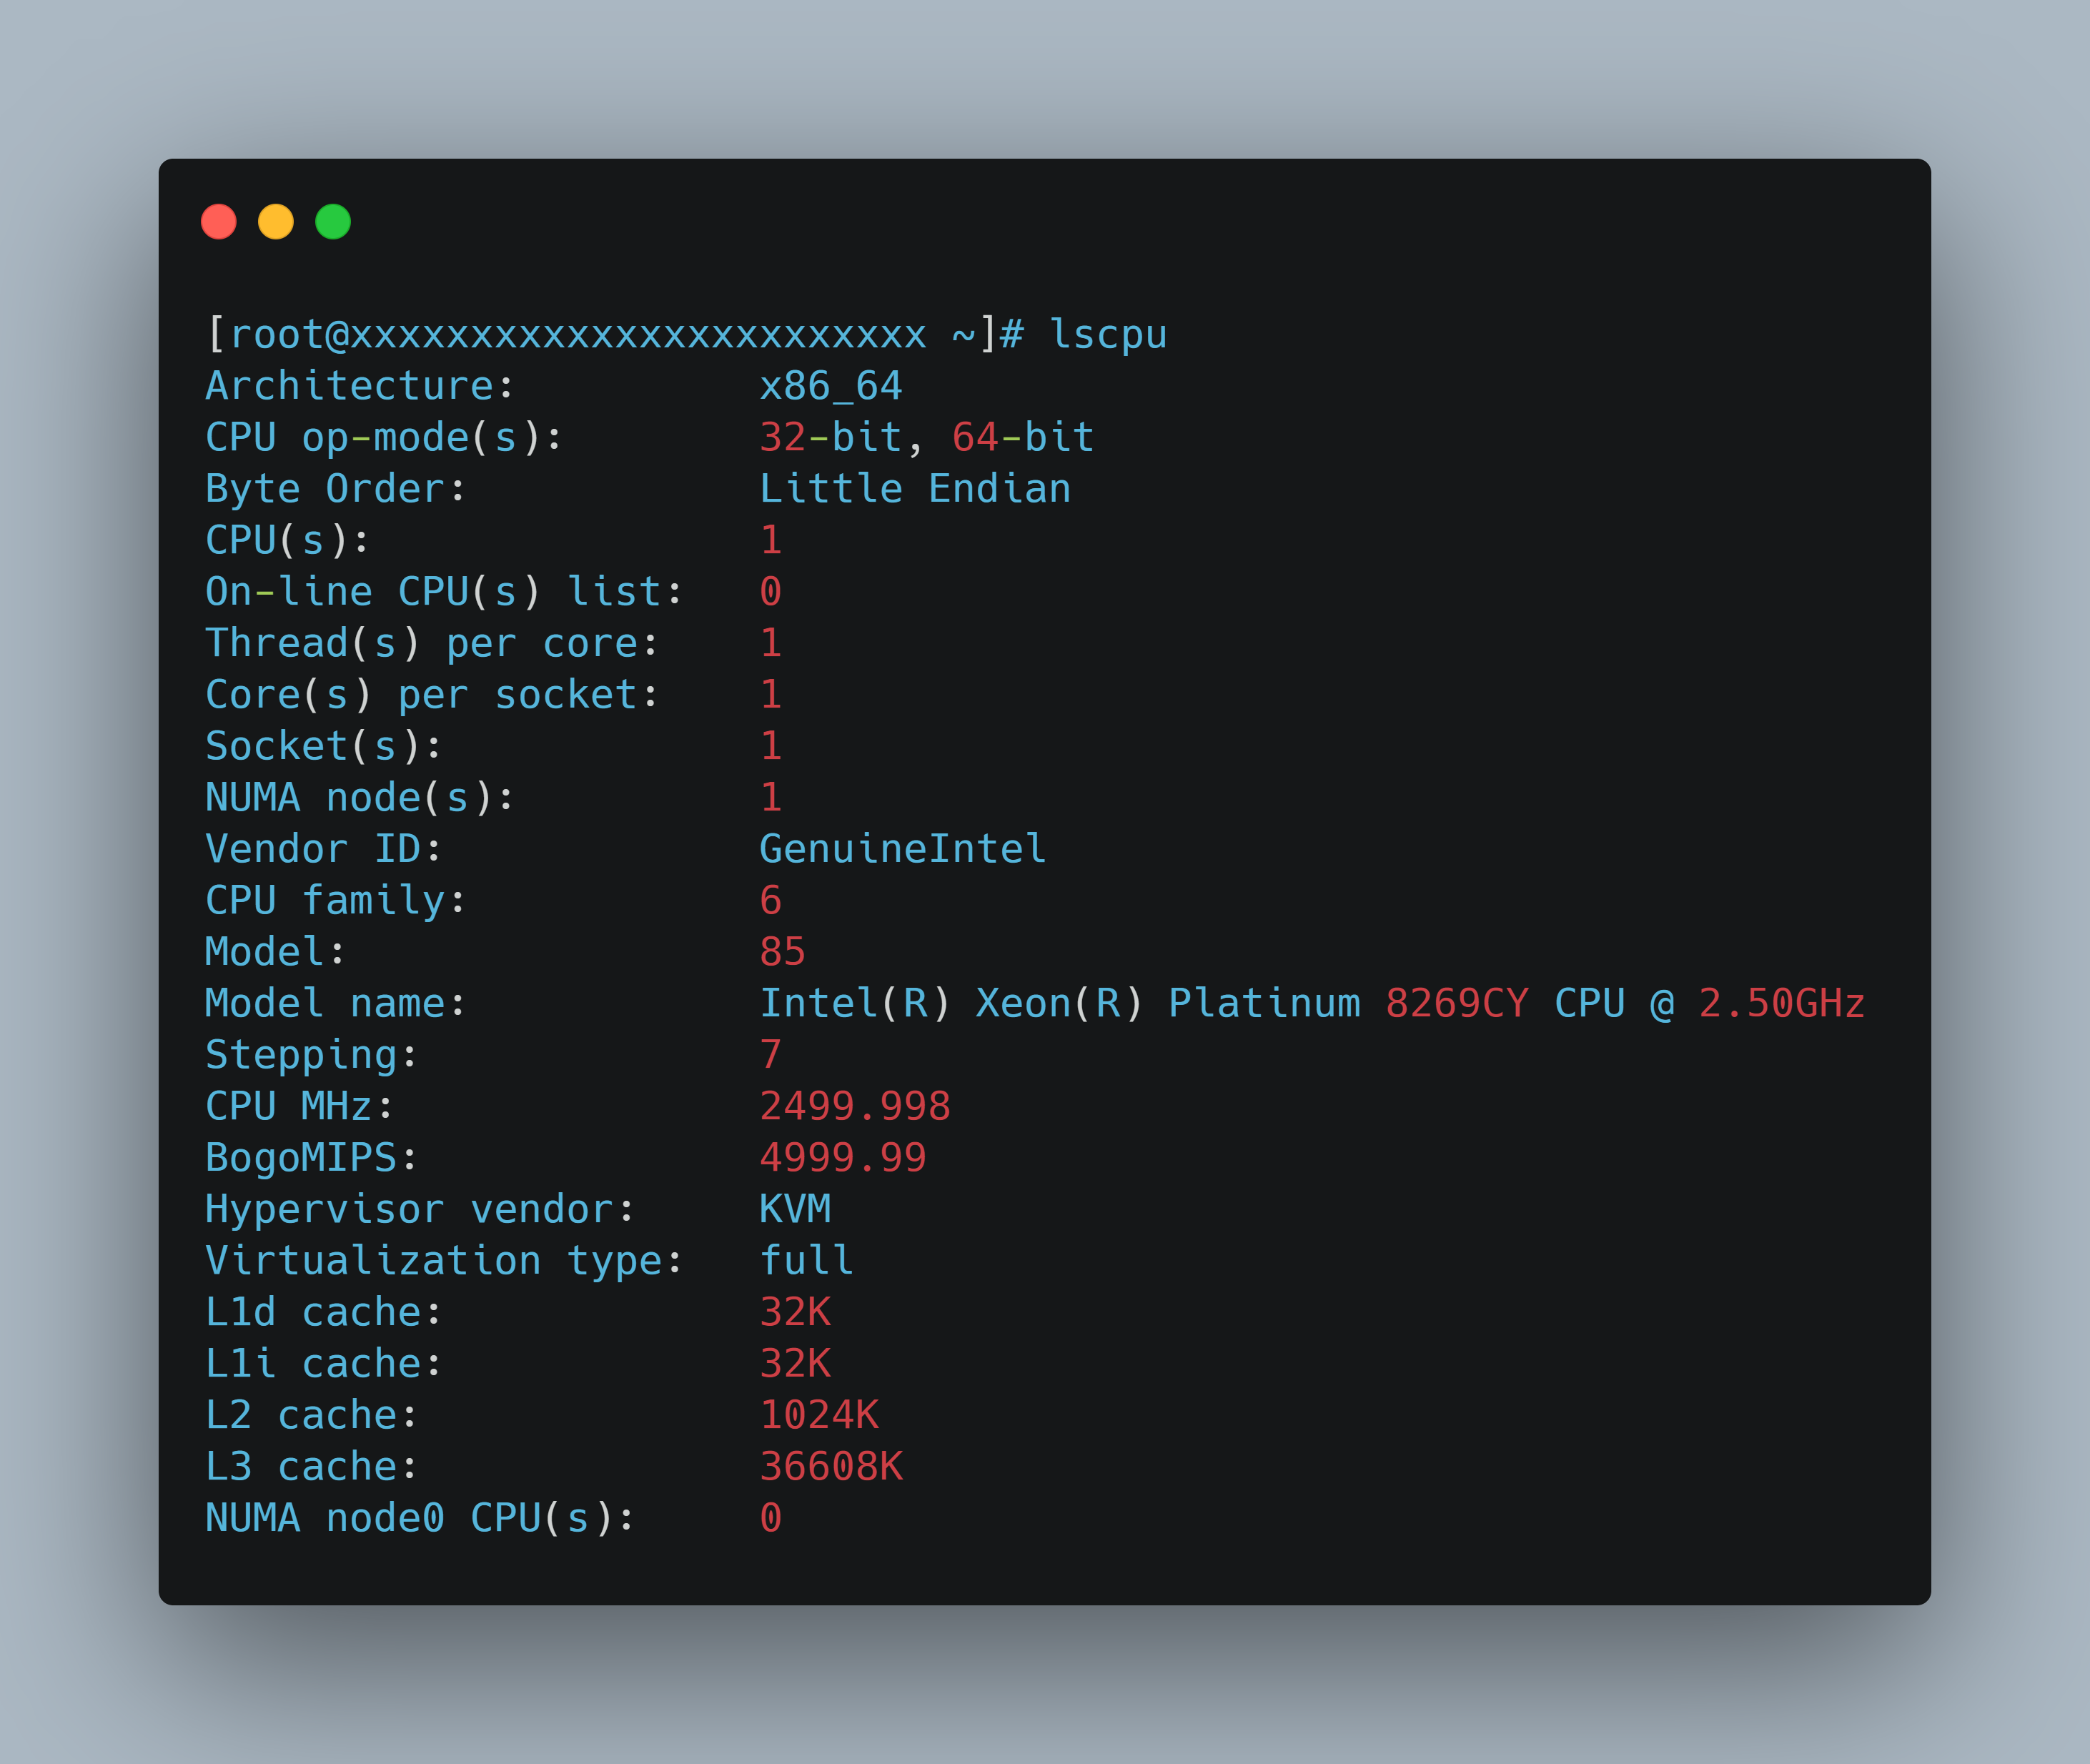 [root@xxxxxxxxxxxxxxxxxxxxxxxx ~]# lscpu
Architecture:          x86_64
CPU op-mode(s):        32-bit, 64-bit
Byte Order:            Little Endian
CPU(s):                1
On-line CPU(s) list:   0
Thread(s) per core:    1
Core(s) per socket:    1
Socket(s):             1
NUMA node(s):          1
Vendor ID:             GenuineIntel
CPU family:            6
Model:                 85
Model name:            Intel(R) Xeon(R) Platinum 8269CY CPU @ 2.50GHz
Stepping:              7
CPU MHz:               2499.998
BogoMIPS:              4999.99
Hypervisor vendor:     KVM
Virtualization type:   full
L1d cache:             32K
L1i cache:             32K
L2 cache:              1024K
L3 cache:              36608K
NUMA node0 CPU(s):     0